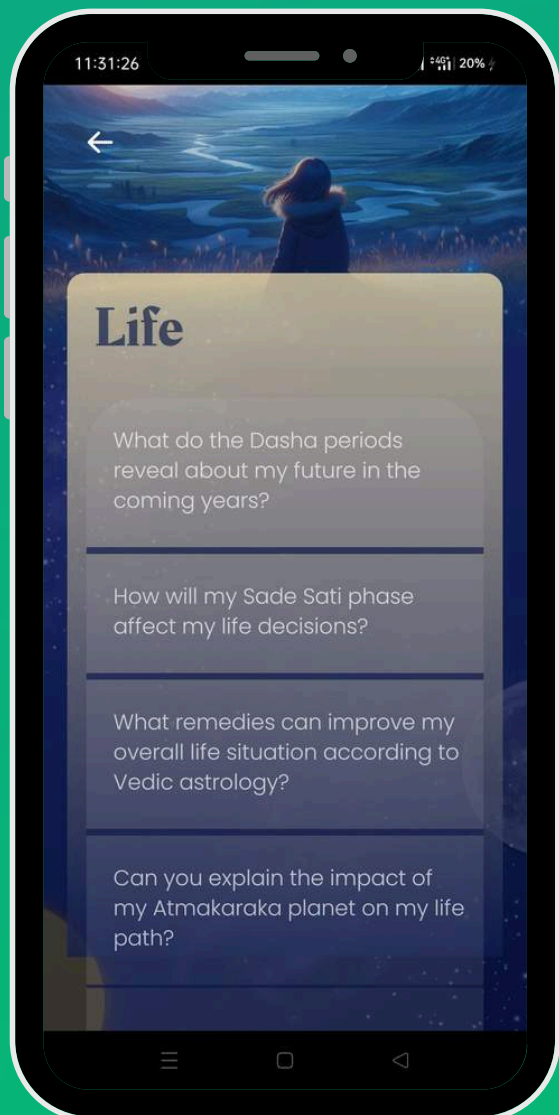 11:31:26
4G 20%
Life
What do the Dasha periods
reveal about my future in the
coming years?
How will my Sade Sati phase
affect my life decisions?
What remedies can improve my
overall life situation according to
Vedic astrology?
Can you explain the impact of
my Atmakaraka planet on my life
path?